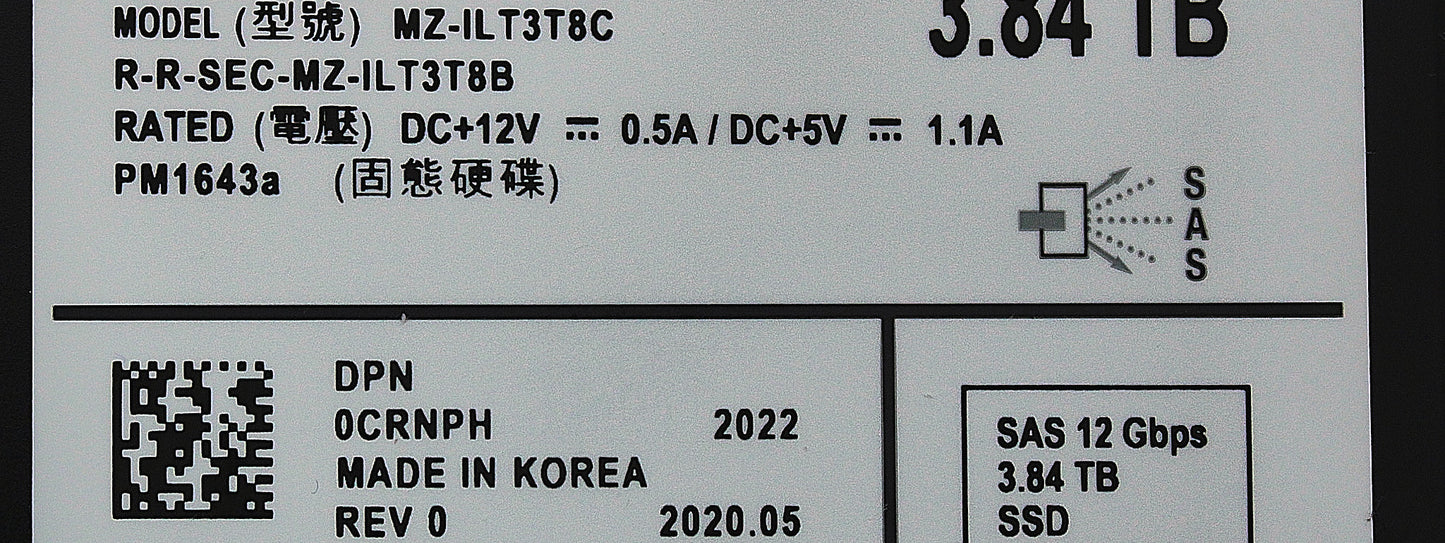 MODEL (型號) MZ-ILT3T8C
3.84 TB
R-R-SEC-MZ-ILT3T8B
RATED (電壓) DC+12V ⎓ 0.5A / DC+5V ⎓ 1.1A
PM1643a (固態硬碟)
SAS
DPN
0CRNPH 2022
MADE IN KOREA
REV 0 2020.05
SAS 12 Gbps
3.84 TB
SSD